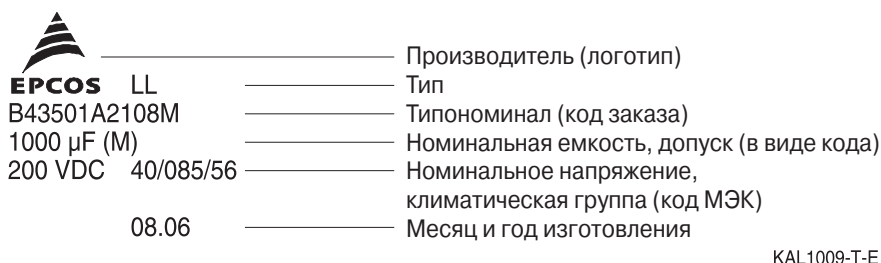 Производитель (логотип)
EPCOS LL Тип
B43501A2108M Типономинал (код заказа)
1000 µF (M) Номинальная емкость, допуск (в виде кода)
200 VDC 40/085/56 Номинальное напряжение,
климатическая группа (код МЭК)
08.06 Месяц и год изготовления
KAL1009-T-E